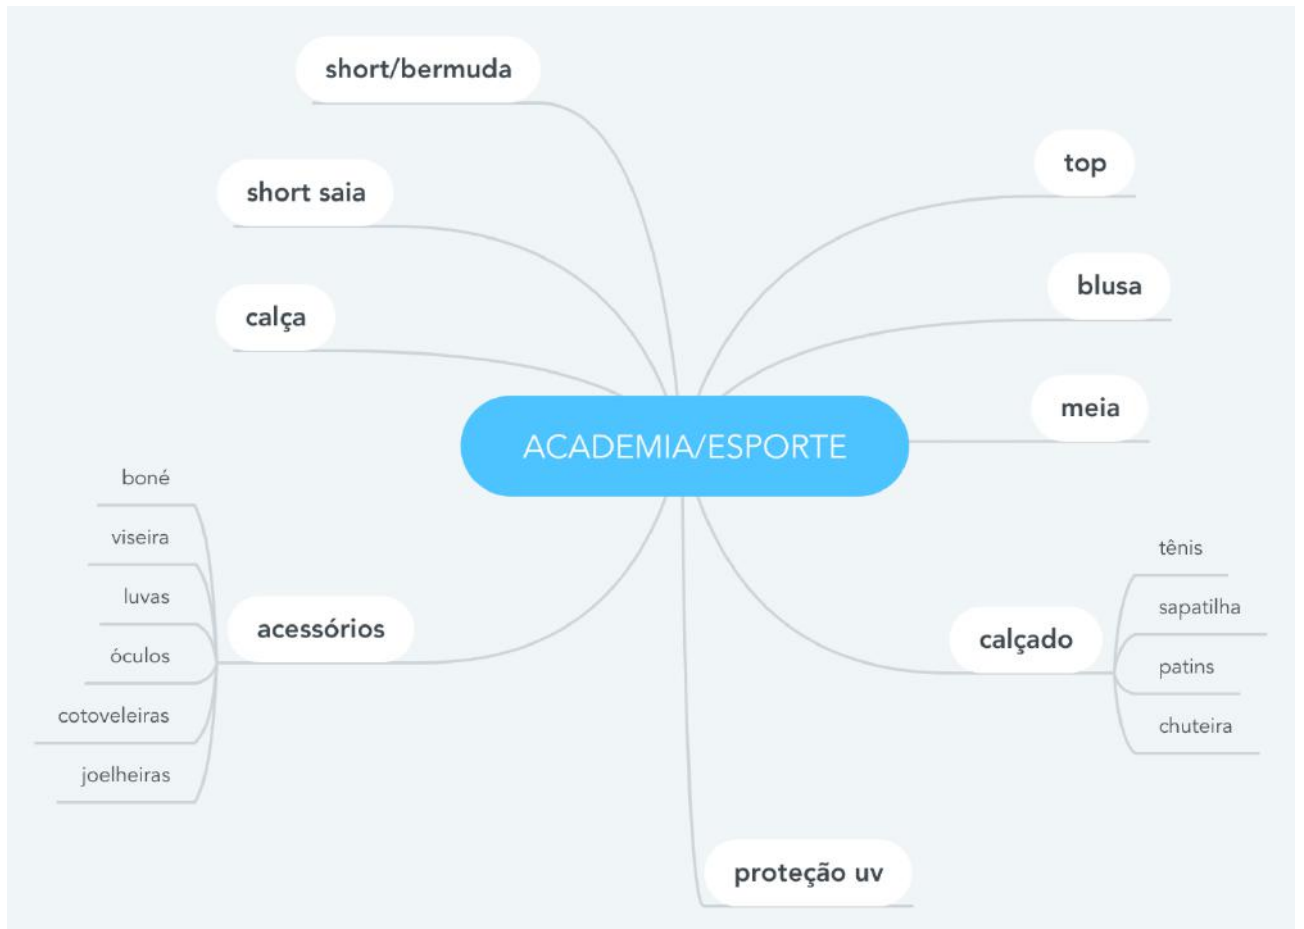 short/bermuda
short saia
calça
top
blusa
meia
ACADEMIA/ESPORTE
boné
viseira
luvas
óculos
cotoveleiras
joelheiras
acessórios
calçado
tênis
sapatilha
patins
chuteira
proteção uv